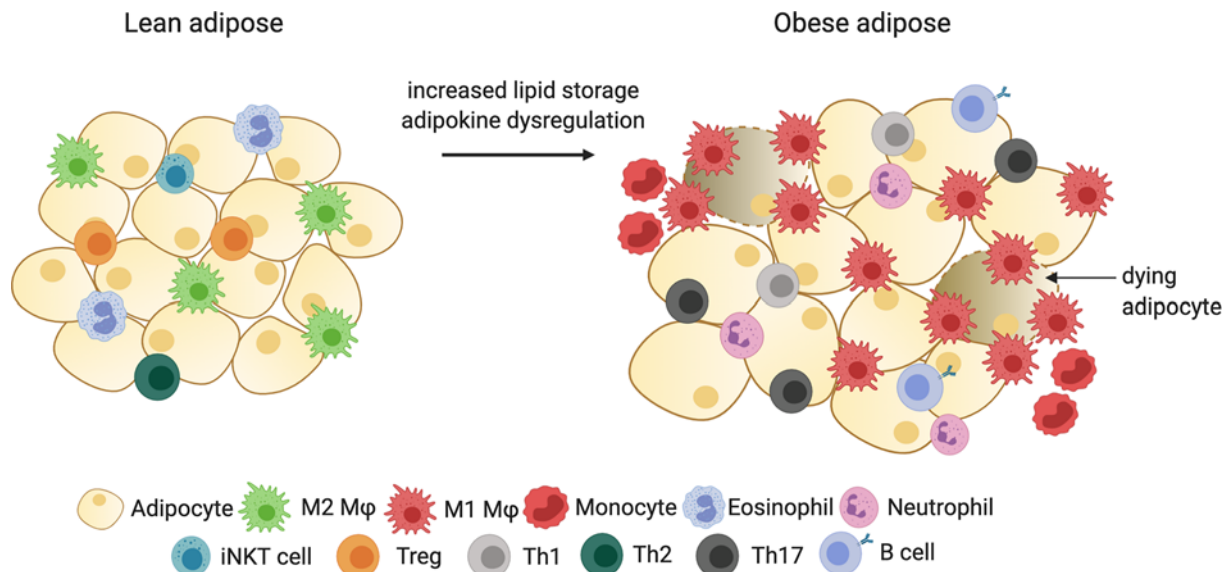 Lean adipose
Obese adipose
increased lipid storage
adipokine dysregulation
dying
adipocyte
Adipocyte M2 Mφ M1 Mφ Monocyte Eosinophil Neutrophil
iNKT cell Treg Th1 Th2 Th17 B cell